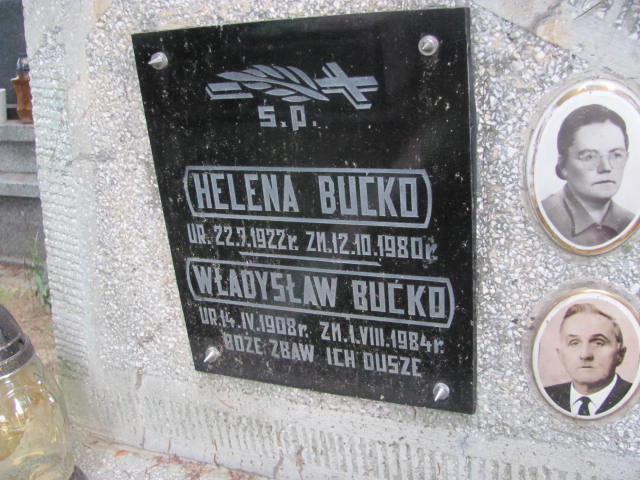 Ś.P.
HELENA BUĆKO
UR. 22.3.1922r. ZM.12.10.1980r.
WŁADYSŁAW BUĆKO
UR.14.IV.1908r. ZM.1.VIII.1984r.
BOŻE ZBAW ICH DUSZE